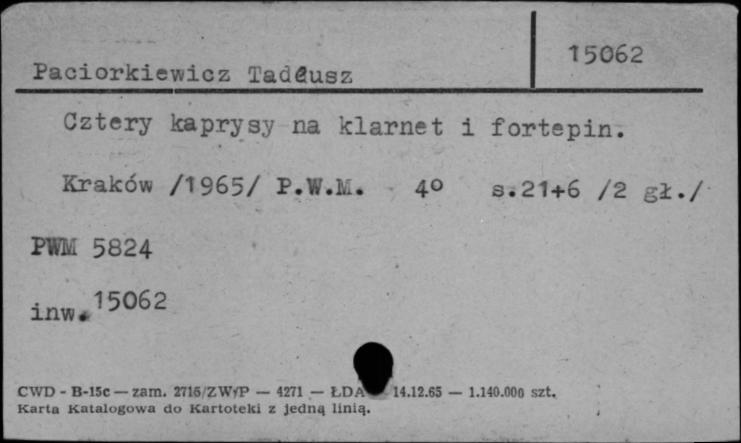 15062
Paciorkiewicz Tadeusz
Cztery kaprysy na klarnet i fortepin.
Kraków /1965/ P.W.M. 4º s.21+6 /2 gł./
PWM 5824
inw. 15062
CWD - B-15c — zam. 2716/ZWfP — 4271 — ŁDA 14.12.65 — 1.140.000 szt.
Karta Katalogowa do Kartoteki z jedną linią.